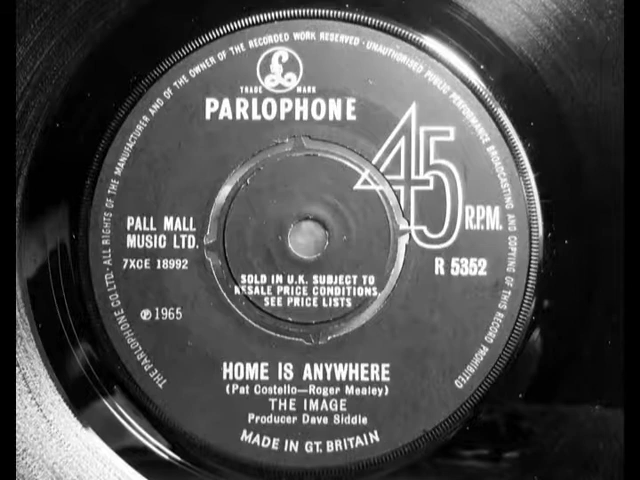 THE PARLOPHONE CO. LTD. · ALL RIGHTS OF THE MANUFACTURER AND OF THE OWNER OF THE RECORDED WORK RESERVED · UNAUTHORISED PUBLIC PERFORMANCE BROADCASTING AND COPYING OF THIS RECORD PROHIBITED
£
TRADE MARK
PARLOPHONE
45
R.P.M.
PALL MALL
MUSIC LTD.
7XCE 18992
R 5352
SOLD IN U.K. SUBJECT TO
RESALE PRICE CONDITIONS,
SEE PRICE LISTS
℗ 1965
HOME IS ANYWHERE
(Pat Costello—Roger Mealey)
THE IMAGE
Producer Dave Siddle
MADE IN GT. BRITAIN